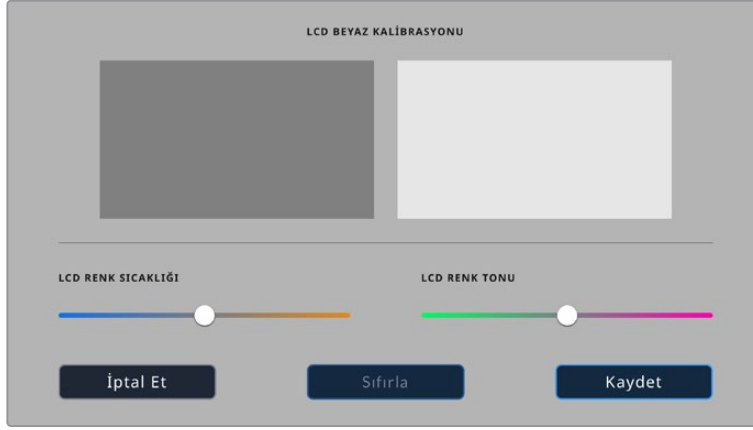 LCD BEYAZ KALİBRASYONU
LCD RENK SICAKLIĞI
LCD RENK TONU
İptal Et
Sıfırla
Kaydet